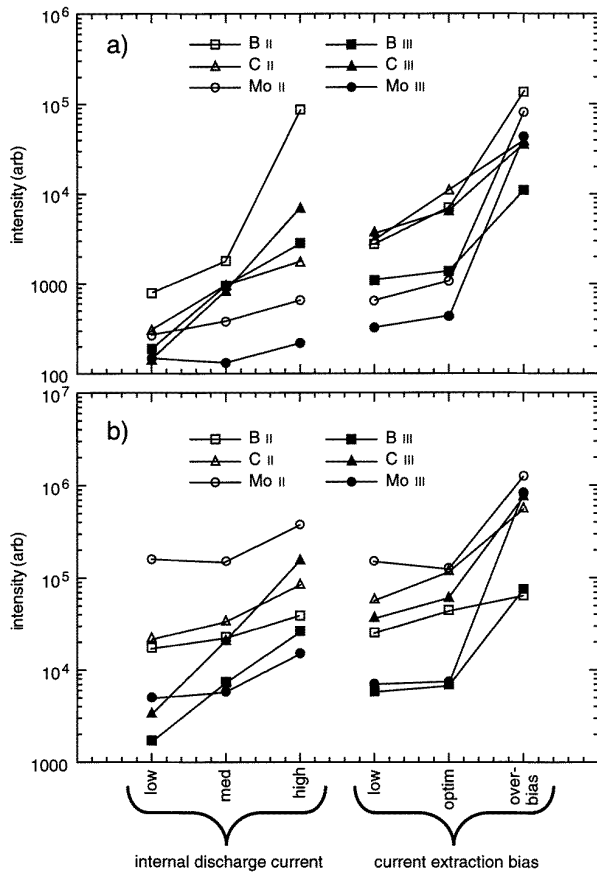 10^6
a)
B II
B III
C II
C III
Mo II
Mo III
10^5
intensity (arb)
10^4
1000
100
10^7
b)
B II
B III
C II
C III
Mo II
Mo III
10^6
intensity (arb)
10^5
10^4
1000
low
med
high
low
optim
over-
bias
internal discharge current
current extraction bias